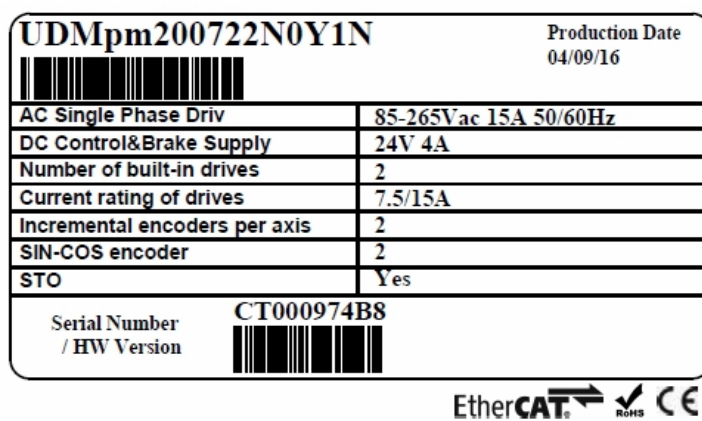 UDMpm200722N0Y1N
Production Date
04/09/16
AC Single Phase Driv 85-265Vac 15A 50/60Hz
DC Control&Brake Supply 24V 4A
Number of built-in drives 2
Current rating of drives 7.5/15A
Incremental encoders per axis 2
SIN-COS encoder 2
STO Yes
Serial Number
/ HW Version
CT000974B8
EtherCAT. RoHS CE